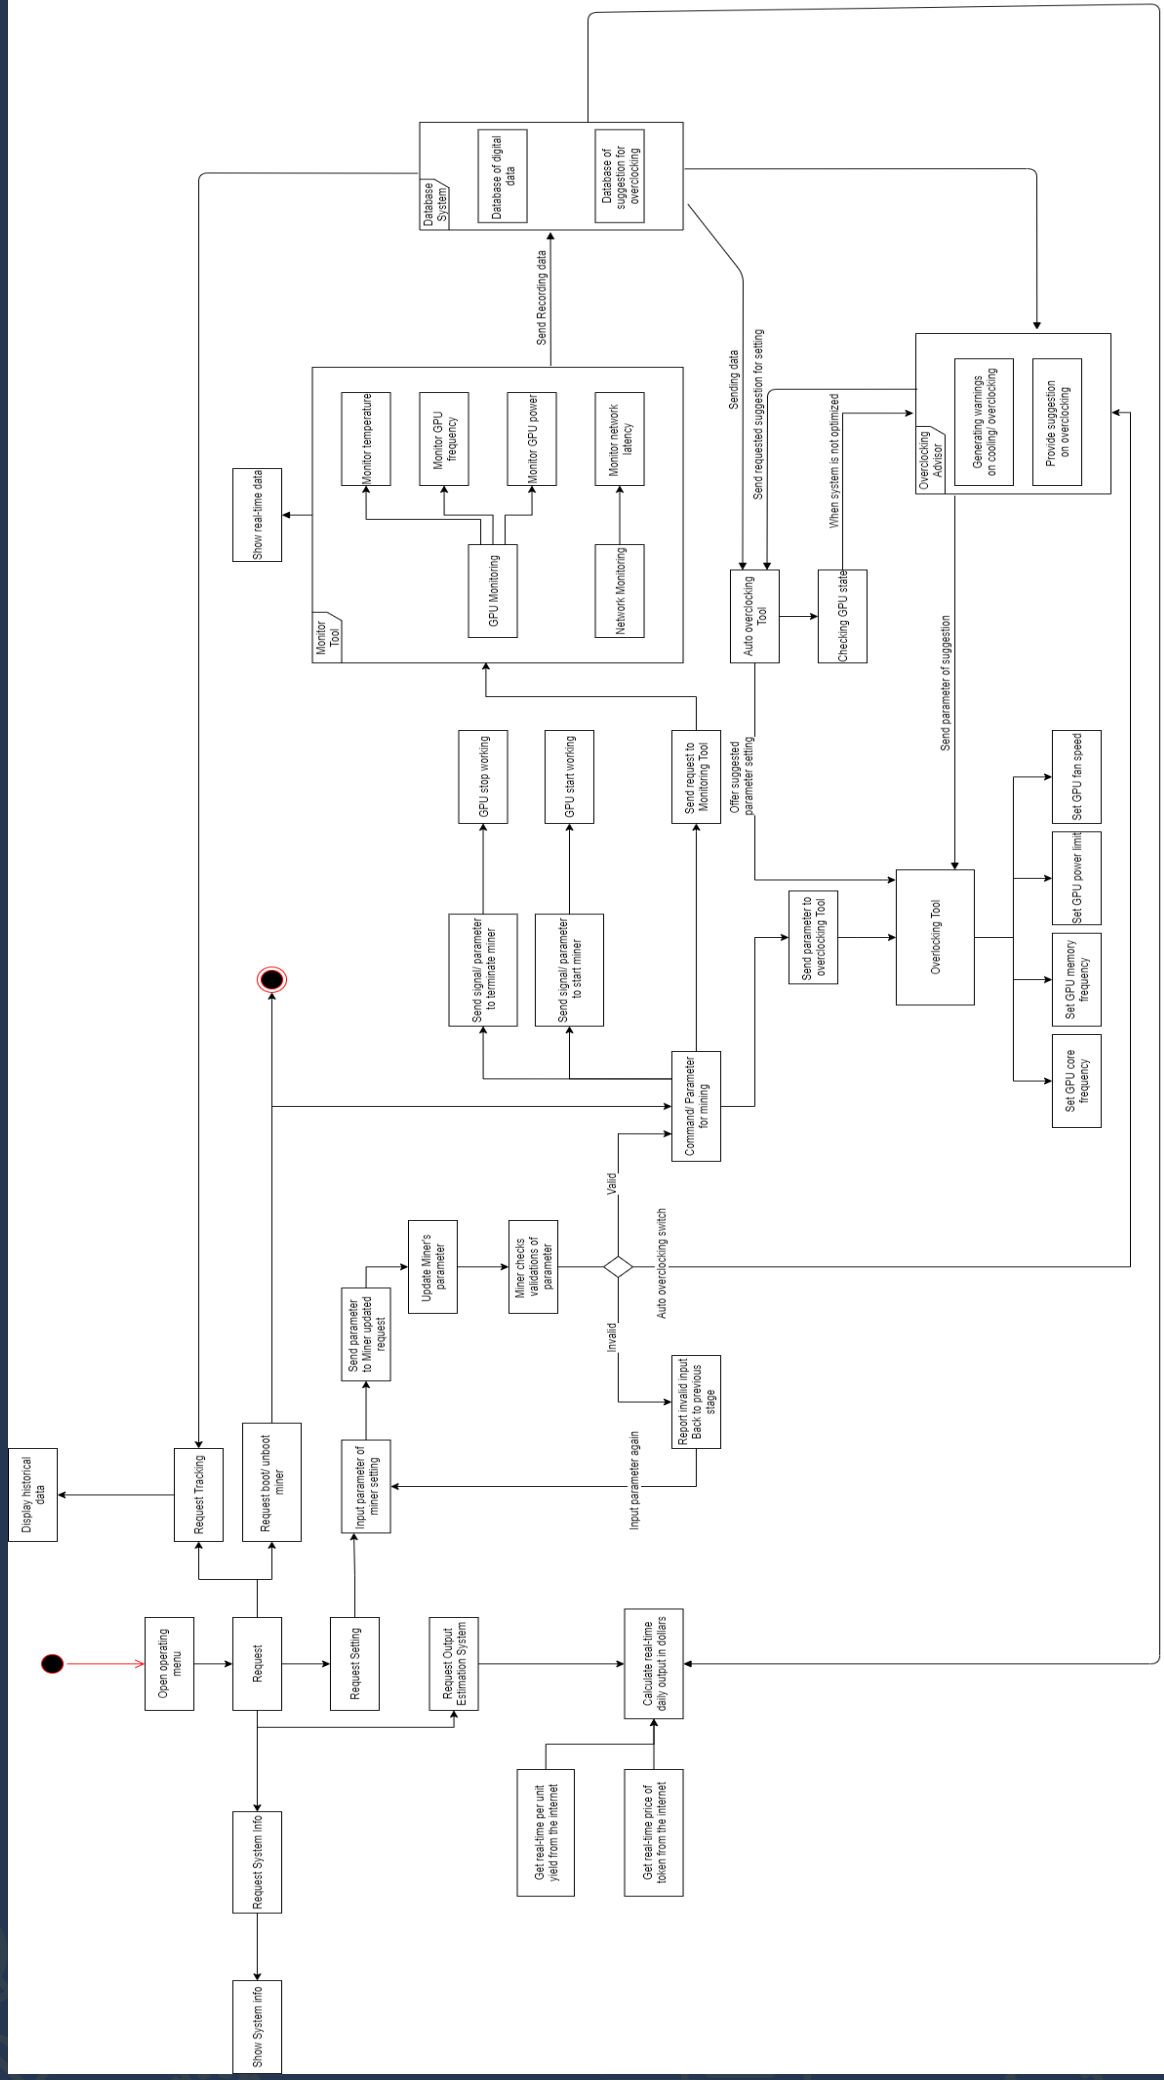 Show System info
Request System Info
Open operating
menu
Request
Request Setting
Request Output
Estimation System
Get real-time per unit
yield from the internet
Get real-time price of
token from the internet
Calculate real-time
daily output in dollars
Display historical
data
Request Tracking
Request boot/ unboot
miner
Input parameter of
miner setting
Send parameter
to Miner updated
request
Update Miner's
parameter
Miner checks
validations of
parameter
Invalid
Valid
Auto overclocking switch
Report invalid input
Back to previous
stage
Input parameter again
Command/ Parameter
for mining
Send signal/ parameter
to terminate miner
Send signal/ parameter
to start miner
GPU stop working
GPU start working
Send request to
Monitoring Tool
Send parameter to
overclocking Tool
Offer suggested
parameter setting
Overlocking Tool
Set GPU core
frequency
Set GPU memory
frequency
Set GPU power limit
Set GPU fan speed
Monitor
Tool
GPU Monitoring
Network Monitoring
Monitor temperature
Monitor GPU
frequency
Monitor GPU power
Monitor network
latency
Show real-time data
Auto overclocking
Tool
Checking GPU state
Send parameter of suggestion
When system is not optimized
Sending data
Send requested suggestion for setting
Overclocking
Advisor
Generating warnings
on cooling/ overclocking
Provide suggestion
on overclocking
Send Recording data
Database
System
Database of digital
data
Database of
suggestion for
overclocking